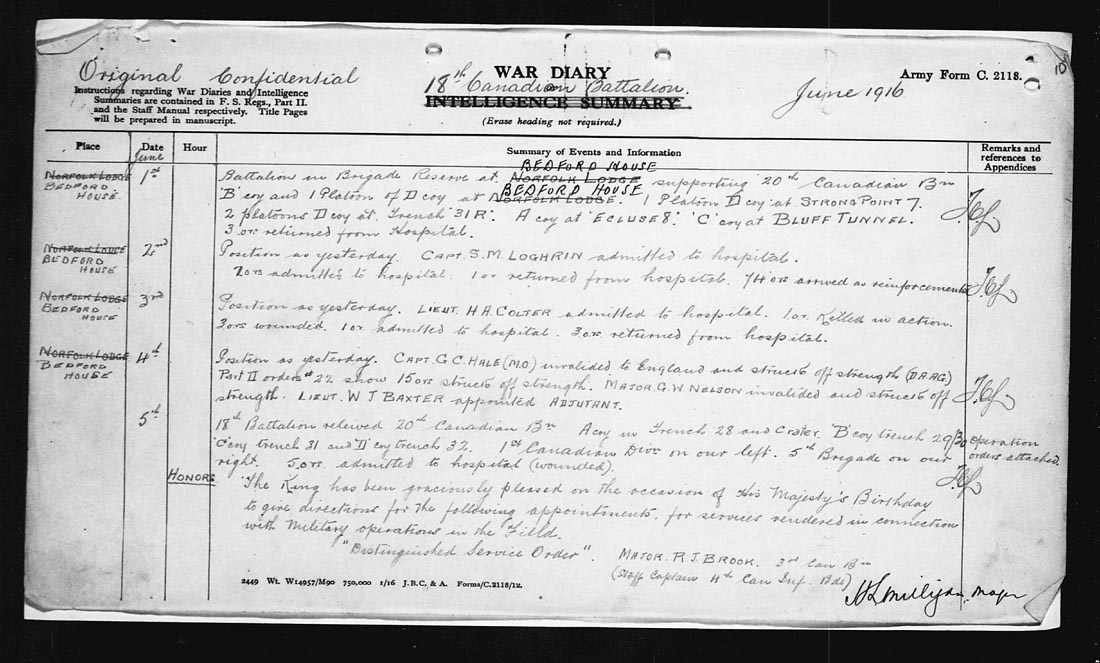 Original Confidential
WAR DIARY
Army Form C. 2118.
10
18th Canadian Battalion.
or
INTELLIGENCE SUMMARY.
(Erase heading not required.)
June 1916
Instructions regarding War Diaries and Intelligence
Summaries are contained in F. S. Regs., Part II.
and the Staff Manual respectively. Title Pages
will be prepared in manuscript.
Place Date Hour Summary of Events and Information Remarks and references to Appendices
June
BEDFORD HOUSE
NORFOLK LODGE 1st Battalion in Brigade Reserve at NORFOLK LODGE supporting 20th Canadian Bn
BEDFORD HOUSE
BEDFORD HOUSE. 'B' coy and 1 Platoon of D coy at NORFOLK LODGE. 1 Platoon D coy at STRONG POINT 7.
2 platoons D coy at Trench '31R'. A coy at 'ECLUSE 8'. 'C' coy at BLUFF TUNNEL.
3 ors returned from Hospital.
NORFOLK LODGE 2nd Position as yesterday. CAPT. S.M. LOGHRIN admitted to hospital.
BEDFORD HOUSE 7 ors admitted to hospital. 1 or returned from hospital. 74 ors arrived as reinforcements
NORFOLK LODGE 3rd Position as yesterday. LIEUT. H.A. COLTER admitted to hospital. 1 or. Killed in action.
BEDFORD HOUSE 3 ors wounded. 1 or. admitted to hospital. 3 ors. returned from hospital.
NORFOLK LODGE 4th Position as yesterday. CAPT. G.C. HALE (M.O) invalided to England and struck off strength (DAAG)
BEDFORD HOUSE Part II orders #22 show 15 ors struck off strength. MAJOR. G.W NELSON invalided and struck off
strength. LIEUT. W J BAXTER appointed ADJUTANT.
5th 18th Battalion relieved 20th Canadian Bn A coy in Trench 28 and Crater. 'B' coy trench 29/30 Operation
'C' coy trench 31 and 'D' coy trench 32. 1st Canadian Divn on our left. 5th Brigade on our orders attached.
right. 5 ors. admitted to hospital (wounded).
HONORS "The King has been graciously pleased on the occasion of His Majesty's Birthday
to give directions for the following appointments, for services rendered in connection
with Military operations in the Field.
"Distinguished Service Order". MAJOR. R.J. BROOK. 3rd Can Bn
(Staff Captain 4th Can Inf. Bde)
2449 Wt. W14957/M90 750,000 1/16 J.B.C. & A. Forms/C.2118/12.
Major